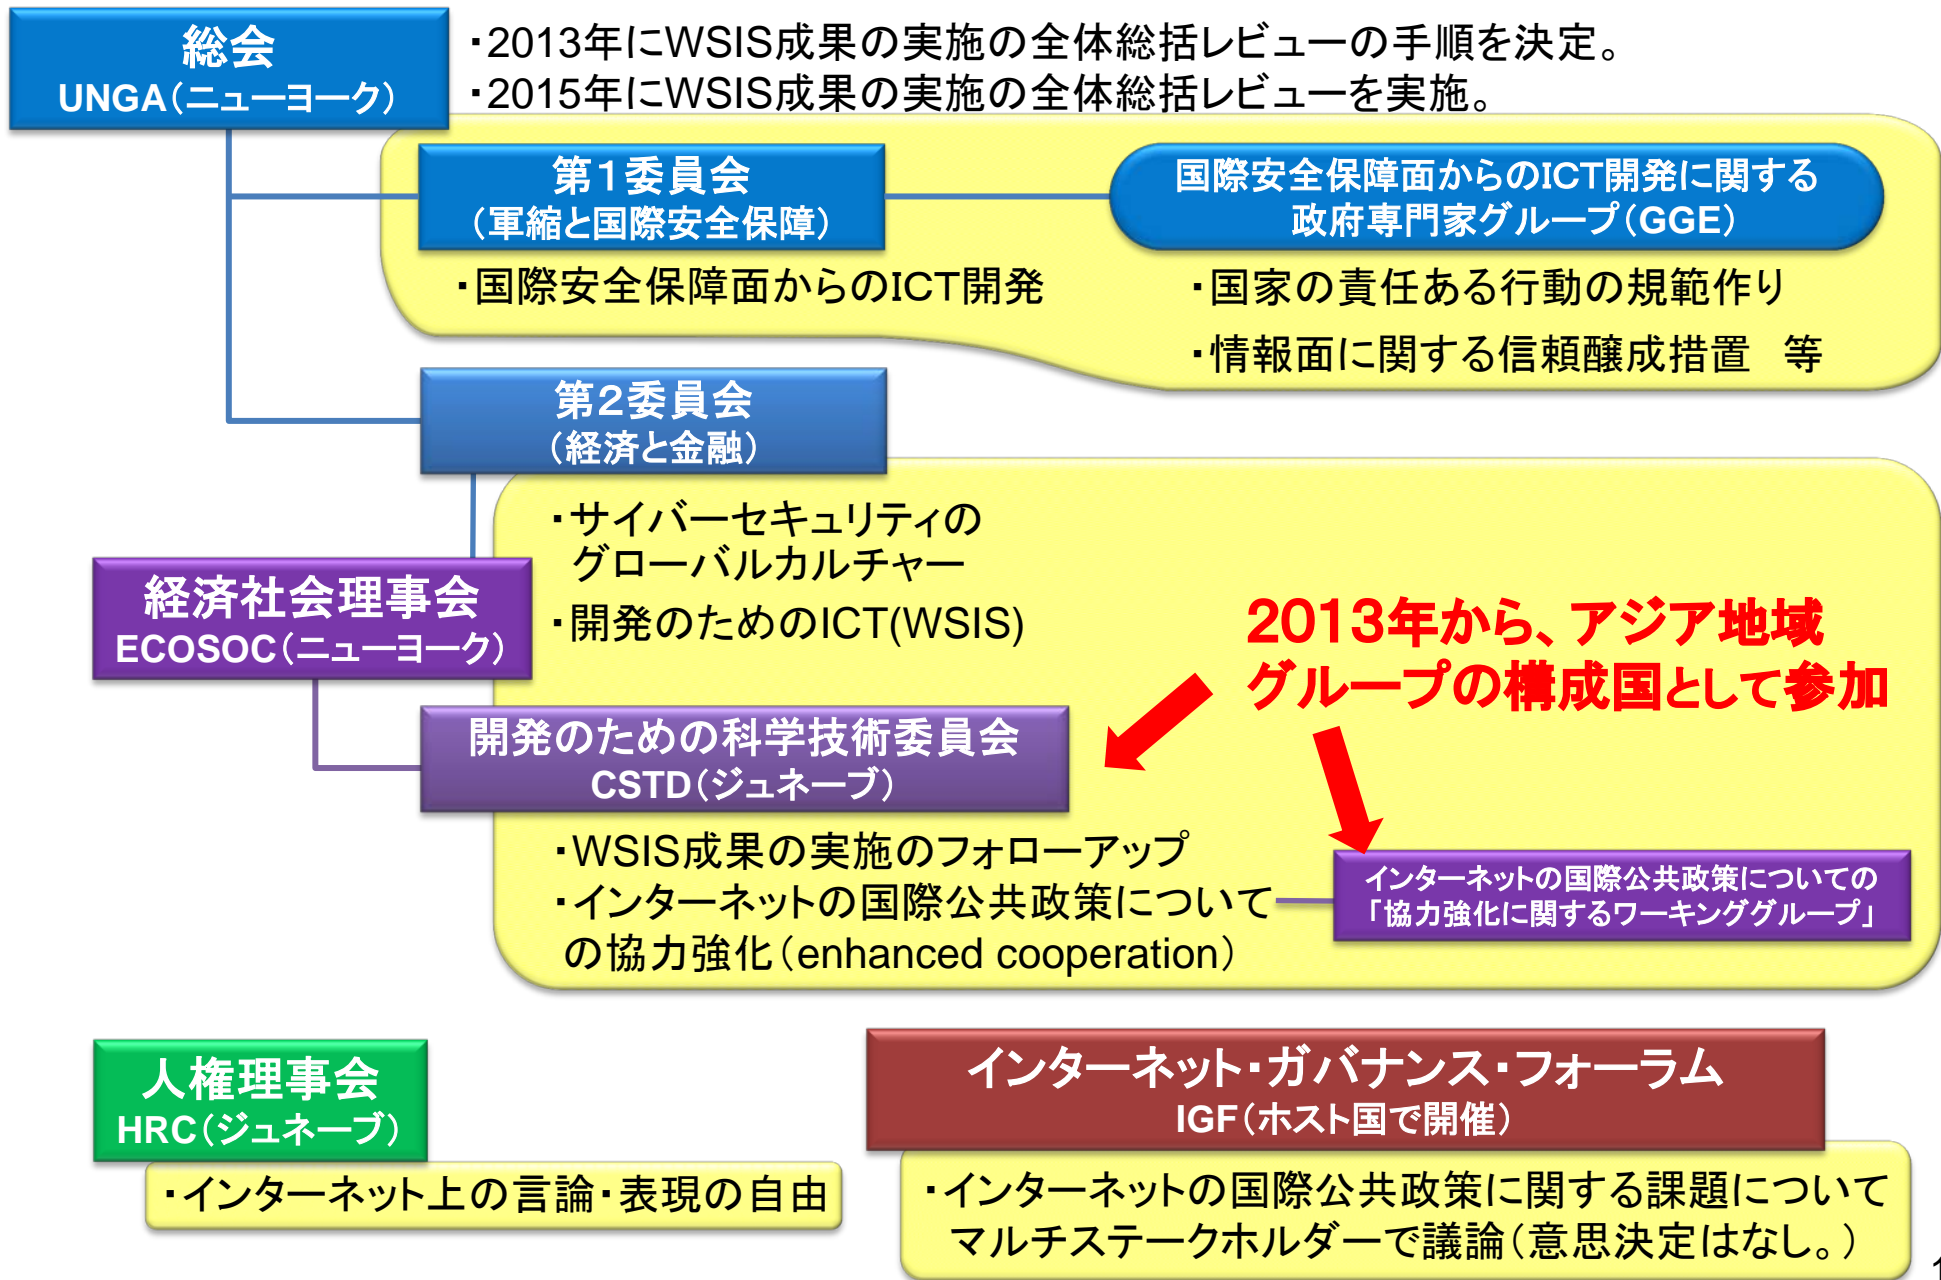 総会
UNGA(ニューヨーク)
・2013年にWSIS成果の実施の全体総括レビューの手順を決定。
・2015年にWSIS成果の実施の全体総括レビューを実施。
第1委員会
(軍縮と国際安全保障)
国際安全保障面からのICT開発に関する
政府専門家グループ(GGE)
・国際安全保障面からのICT開発
・国家の責任ある行動の規範作り
・情報面に関する信頼醸成措置　等
第2委員会
(経済と金融)
・サイバーセキュリティの
グローバルカルチャー
・開発のためのICT(WSIS)
経済社会理事会
ECOSOC(ニューヨーク)
2013年から、アジア地域
グループの構成国として参加
開発のための科学技術委員会
CSTD(ジュネーブ)
・WSIS成果の実施のフォローアップ
・インターネットの国際公共政策について
の協力強化(enhanced cooperation)
インターネットの国際公共政策についての
「協力強化に関するワーキンググループ」
人権理事会
HRC(ジュネーブ)
・インターネット上の言論・表現の自由
インターネット・ガバナンス・フォーラム
IGF(ホスト国で開催)
・インターネットの国際公共政策に関する課題について
マルチステークホルダーで議論(意思決定はなし。)